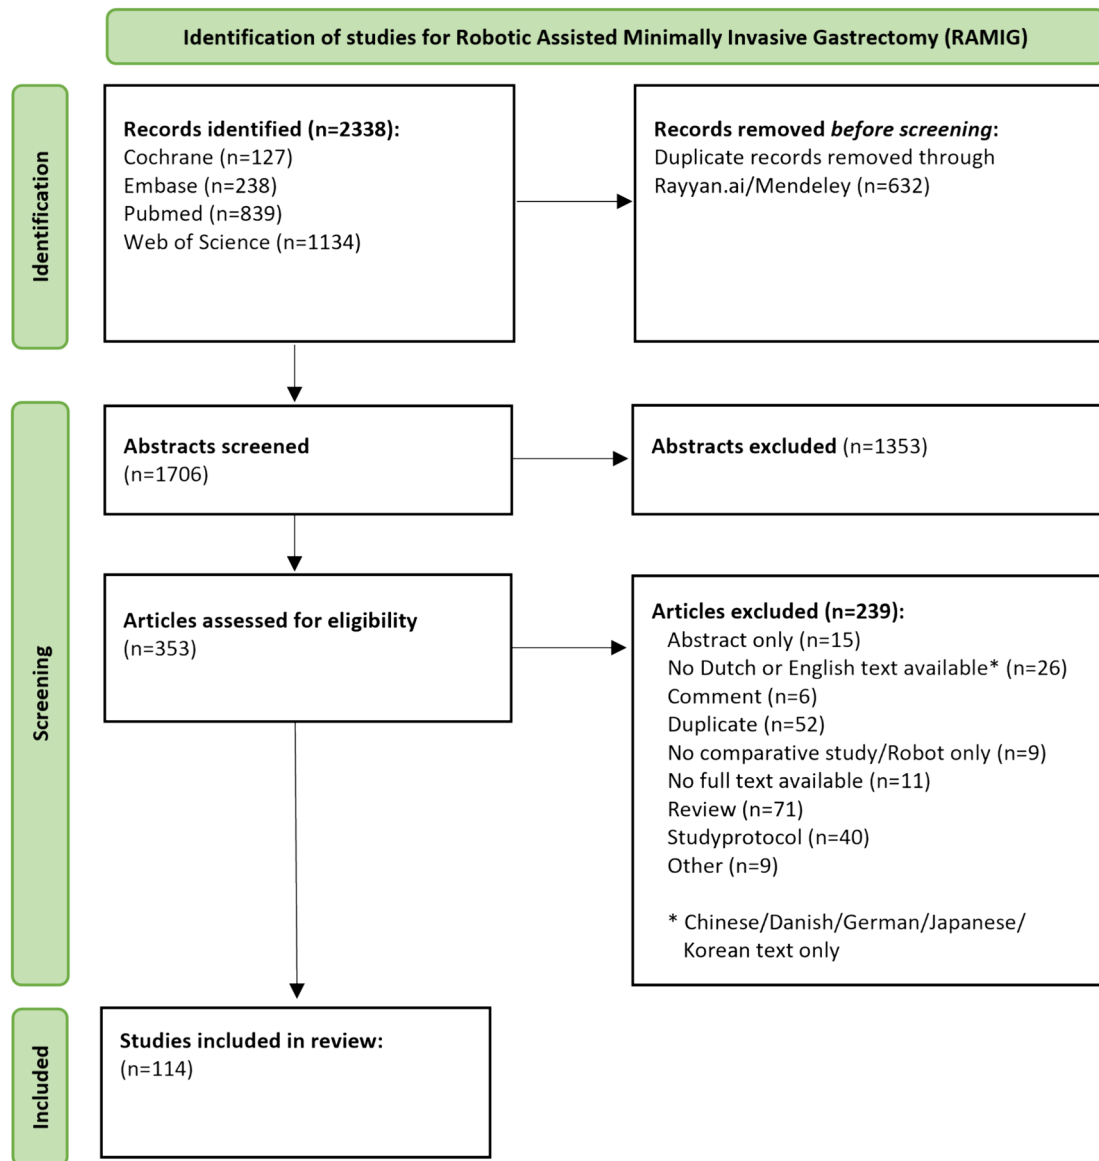 Identification of studies for Robotic Assisted Minimally Invasive Gastrectomy (RAMIG)
Identification
Records identified (n=2338):
Cochrane (n=127)
Embase (n=238)
Pubmed (n=839)
Web of Science (n=1134)
Records removed before screening:
Duplicate records removed through
Rayyan.ai/Mendeley (n=632)
Screening
Abstracts screened
(n=1706)
Abstracts excluded (n=1353)
Articles assessed for eligibility
(n=353)
Articles excluded (n=239):
Abstract only (n=15)
No Dutch or English text available* (n=26)
Comment (n=6)
Duplicate (n=52)
No comparative study/Robot only (n=9)
No full text available (n=11)
Review (n=71)
Studyprotocol (n=40)
Other (n=9)
* Chinese/Danish/German/Japanese/
Korean text only
Included
Studies included in review:
(n=114)